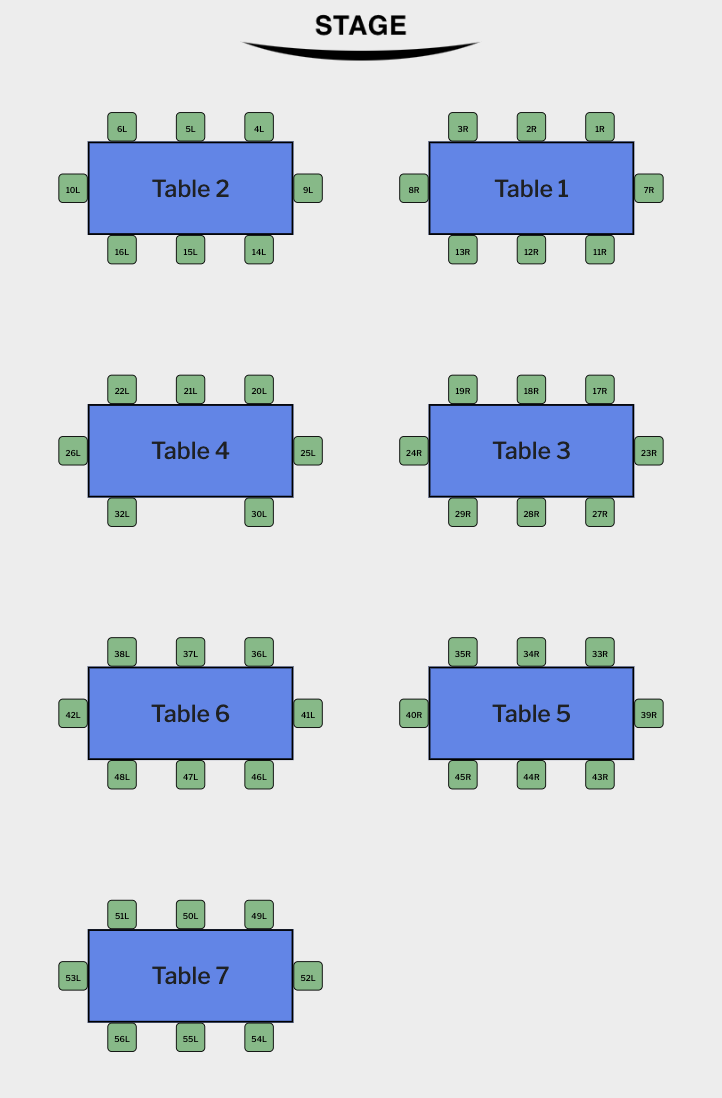 STAGE
6L 5L 4L 3R 2R 1R
10L Table 2 9L 8R Table 1 7R
16L 15L 14L 13R 12R 11R
22L 21L 20L 19R 18R 17R
26L Table 4 25L 24R Table 3 23R
32L 30L 29R 28R 27R
38L 37L 36L 35R 34R 33R
42L Table 6 41L 40R Table 5 39R
48L 47L 46L 45R 44R 43R
51L 50L 49L
53L Table 7 52L
56L 55L 54L